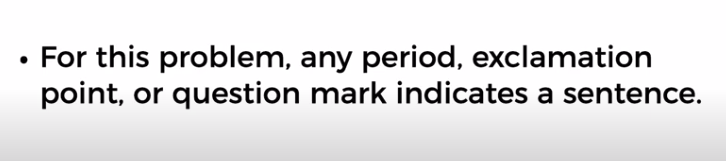 • For this problem, any period, exclamation
point, or question mark indicates a sentence.